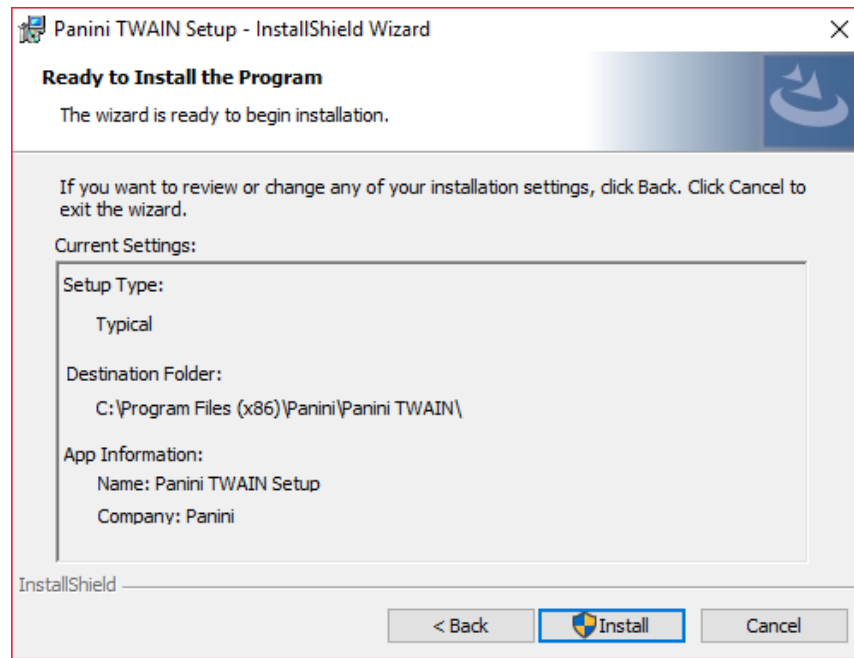 Panini TWAIN Setup - InstallShield Wizard
Ready to Install the Program
The wizard is ready to begin installation.
If you want to review or change any of your installation settings, click Back. Click Cancel to
exit the wizard.
Current Settings:
Setup Type:
Typical
Destination Folder:
C:\Program Files (x86)\Panini\Panini TWAIN\
App Information:
Name: Panini TWAIN Setup
Company: Panini
InstallShield
< Back
Install
Cancel